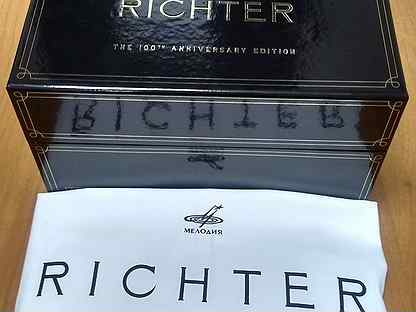 RICHTER
THE 100TH ANNIVERSARY EDITION
МЕЛОДИЯ
RICHTER